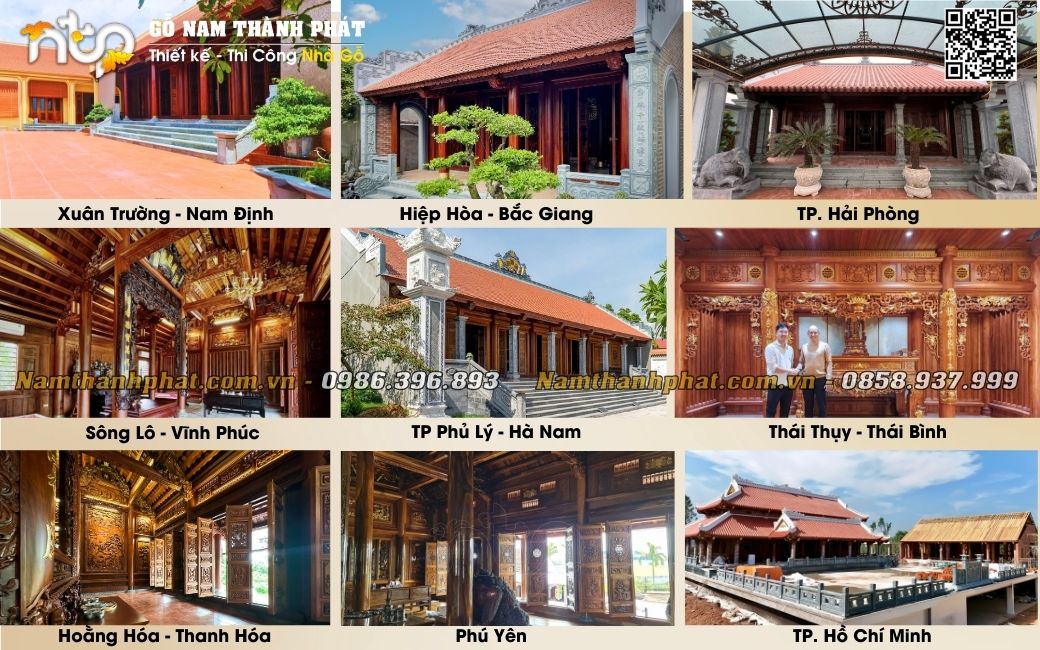 ntp
GỖ NAM THÀNH PHÁT
Thiết kế - Thi Công Nhà Gỗ
Xuân Trường - Nam Định
Hiệp Hòa - Bắc Giang
TP. Hải Phòng
Namthanhphat.com.vn - 0986.396.893
Namthanhphat.com.vn - 0858.937.999
Sông Lô - Vĩnh Phúc
TP Phủ Lý - Hà Nam
Thái Thụy - Thái Bình
Hoằng Hóa - Thanh Hóa
Phú Yên
TP. Hồ Chí Minh